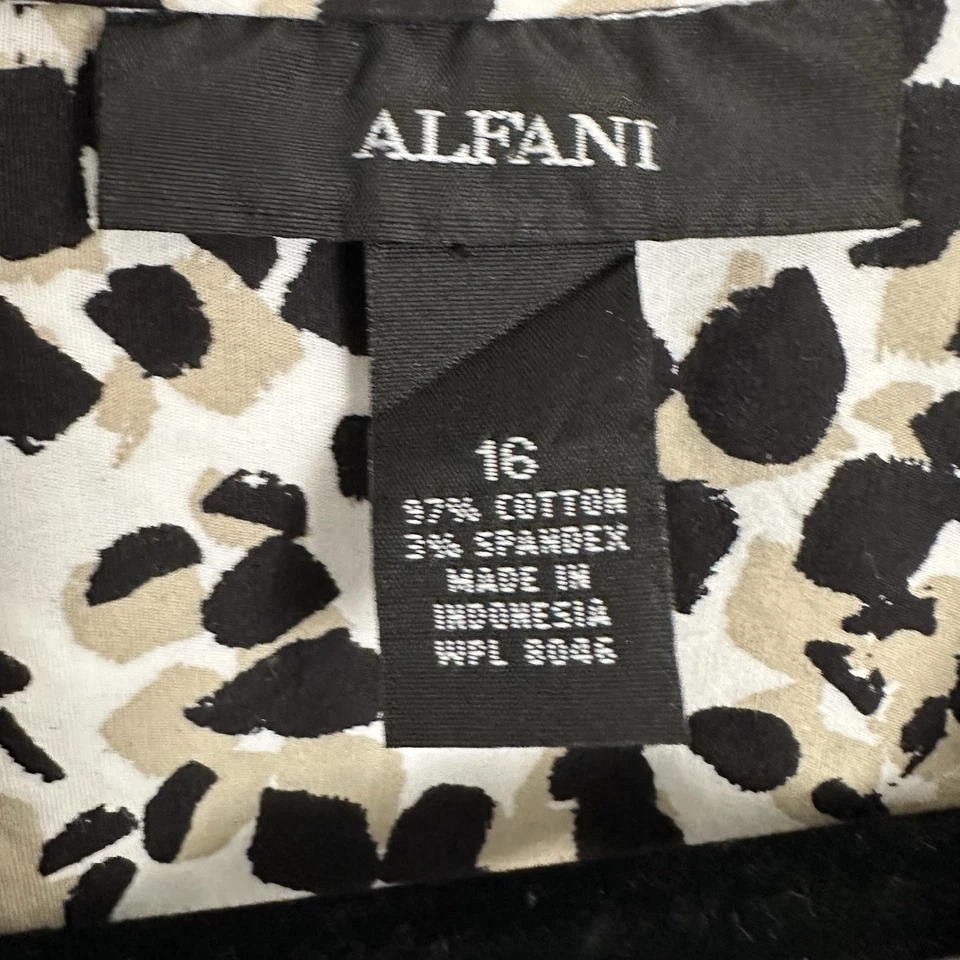 ALFANI
16
97% COTTON
3% SPANDEX
MADE IN
INDONESIA
WPL 8046